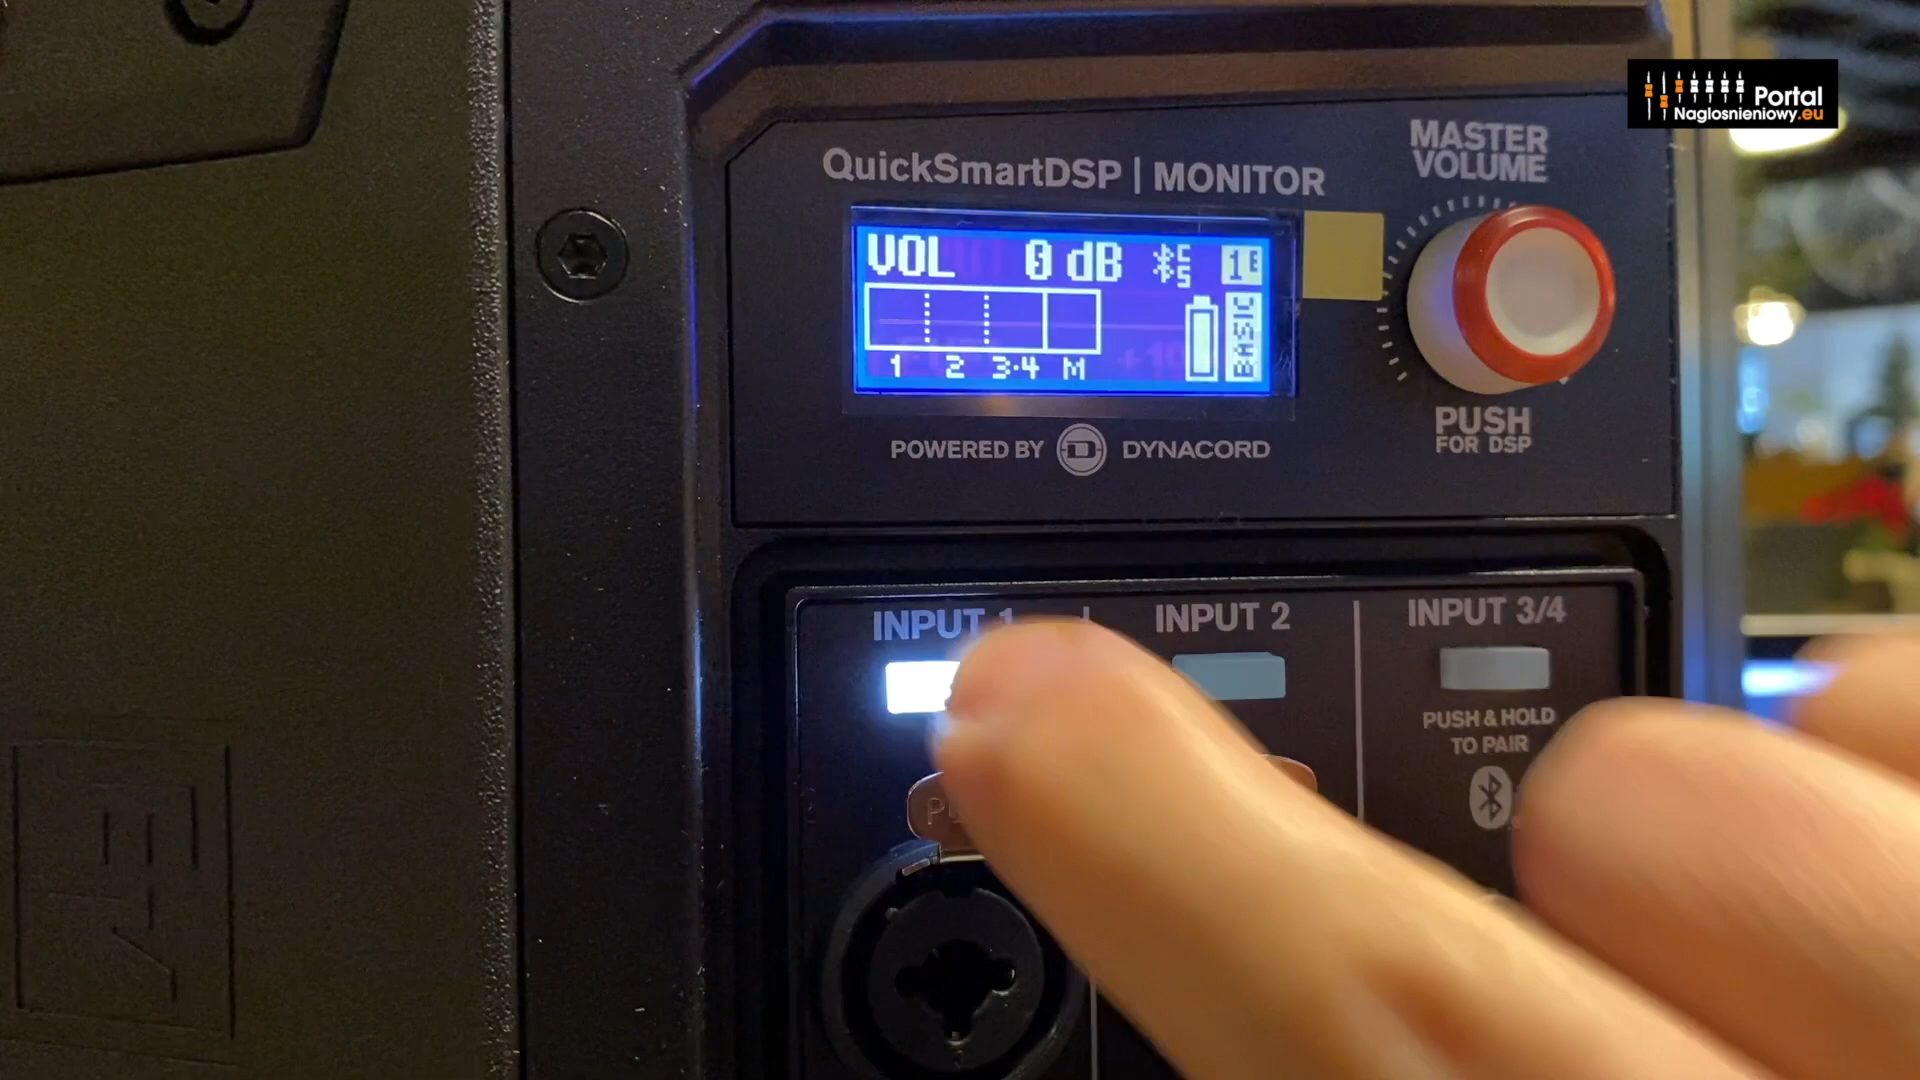 Portal
Naglosnieniowy.eu
MASTER
VOLUME
QuickSmartDSP | MONITOR
VOL 0 dB
BASIC
1 2 3·4 M
PUSH
FOR DSP
POWERED BY DYNACORD
INPUT 1
INPUT 2
INPUT 3/4
PUSH & HOLD
TO PAIR